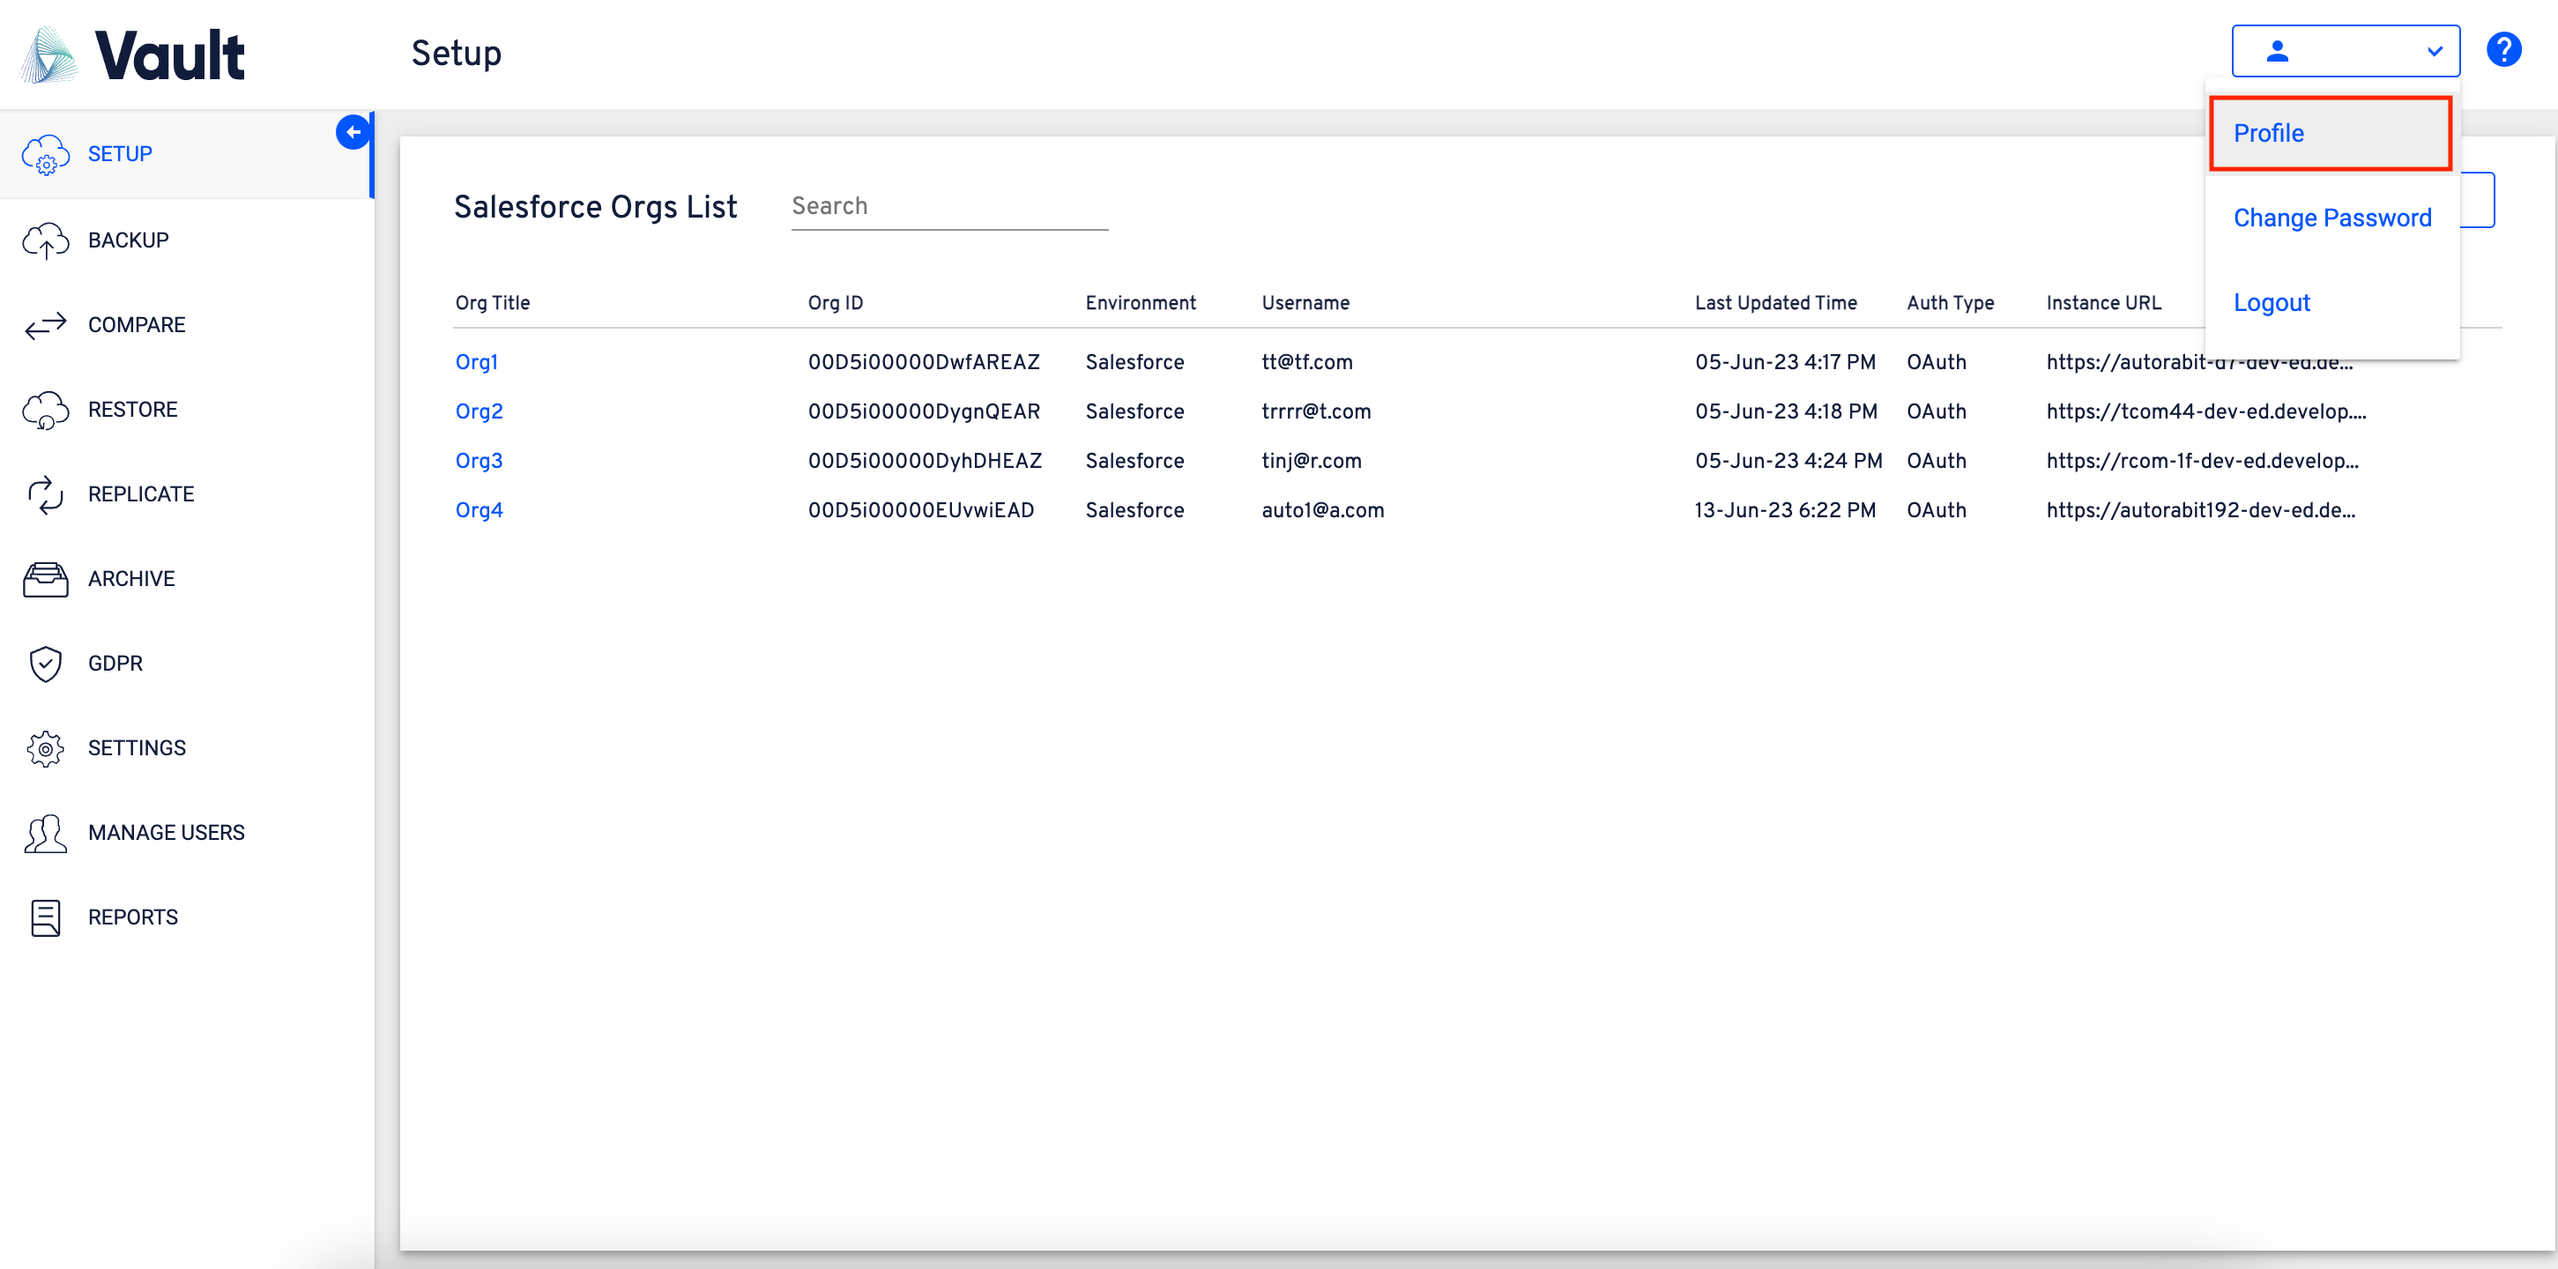 Vault
Setup
?
Profile
Change Password
Logout
SETUP
BACKUP
COMPARE
RESTORE
REPLICATE
ARCHIVE
GDPR
SETTINGS
MANAGE USERS
REPORTS
Salesforce Orgs List Search
Org Title Org ID Environment Username Last Updated Time Auth Type Instance URL
Org1 00D5i00000DwfAREAZ Salesforce tt@tf.com 05-Jun-23 4:17 PM OAuth https://autorabit-d7-dev-ed.de...
Org2 00D5i00000DygnQEAR Salesforce trrrr@t.com 05-Jun-23 4:18 PM OAuth https://tcom44-dev-ed.develop....
Org3 00D5i00000DyhDHEAZ Salesforce tinj@r.com 05-Jun-23 4:24 PM OAuth https://rcom-1f-dev-ed.develop...
Org4 00D5i00000EUvwiEAD Salesforce auto1@a.com 13-Jun-23 6:22 PM OAuth https://autorabit192-dev-ed.de...